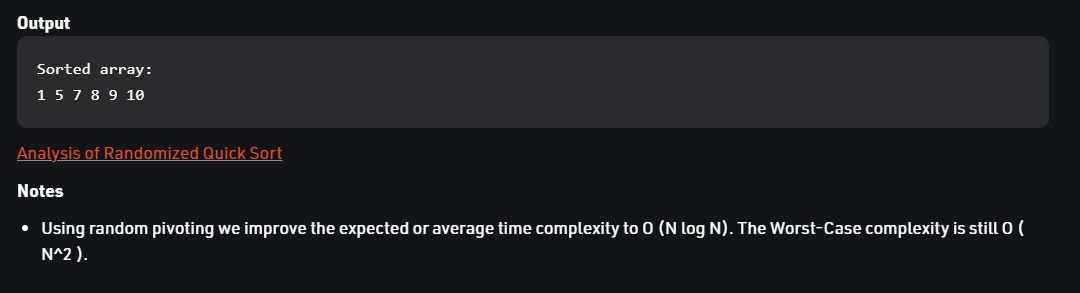 Output
Sorted array:
1 5 7 8 9 10
Analysis of Randomized Quick Sort
Notes
• Using random pivoting we improve the expected or average time complexity to O (N log N). The Worst-Case complexity is still O (
N^2 ).